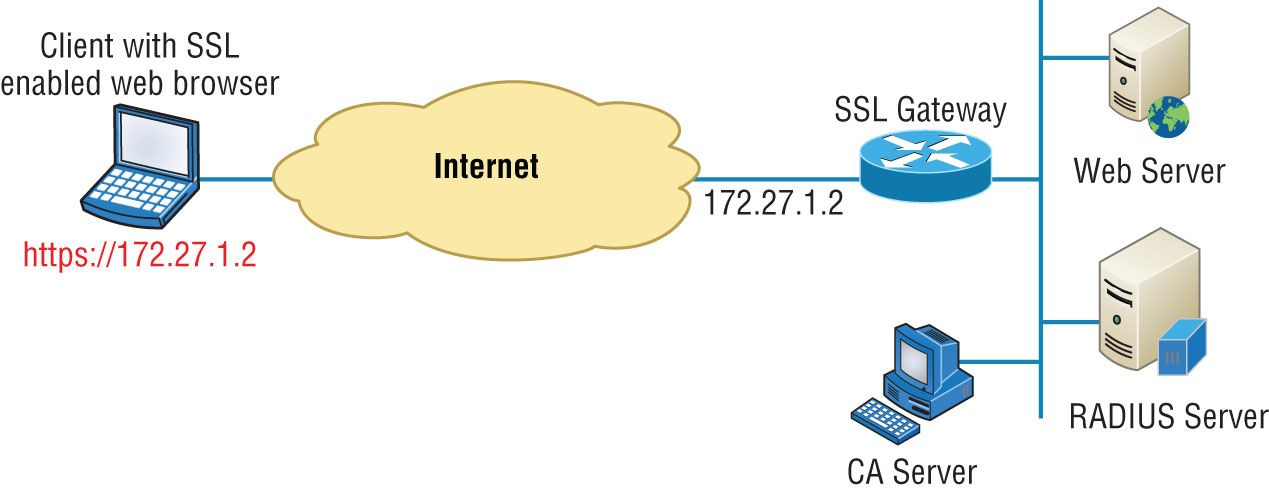 Client with SSL
enabled web browser
https://172.27.1.2
Internet
172.27.1.2
SSL Gateway
Web Server
RADIUS Server
CA Server